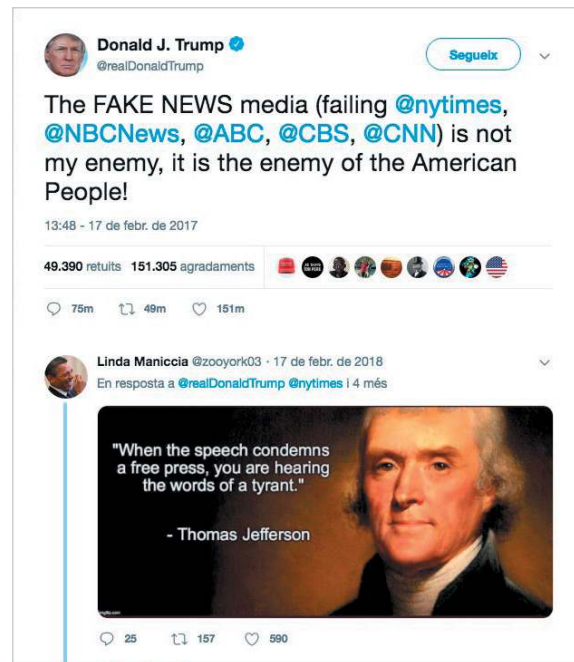 Donald J. Trump
@realDonaldTrump
Segueix
The FAKE NEWS media (failing @nytimes,
@NBCNews, @ABC, @CBS, @CNN) is not
my enemy, it is the enemy of the American
People!
13:48 - 17 de febr. de 2017
49.390 retuits 151.305 agradaments
75m 49m 151m
Linda Maniccia @zooyork03 · 17 de febr. de 2018
En resposta a @realDonaldTrump @nytimes i 4 més
"When the speech condemns
a free press, you are hearing
the words of a tyrant."
- Thomas Jefferson
imgflip.com
25 157 590